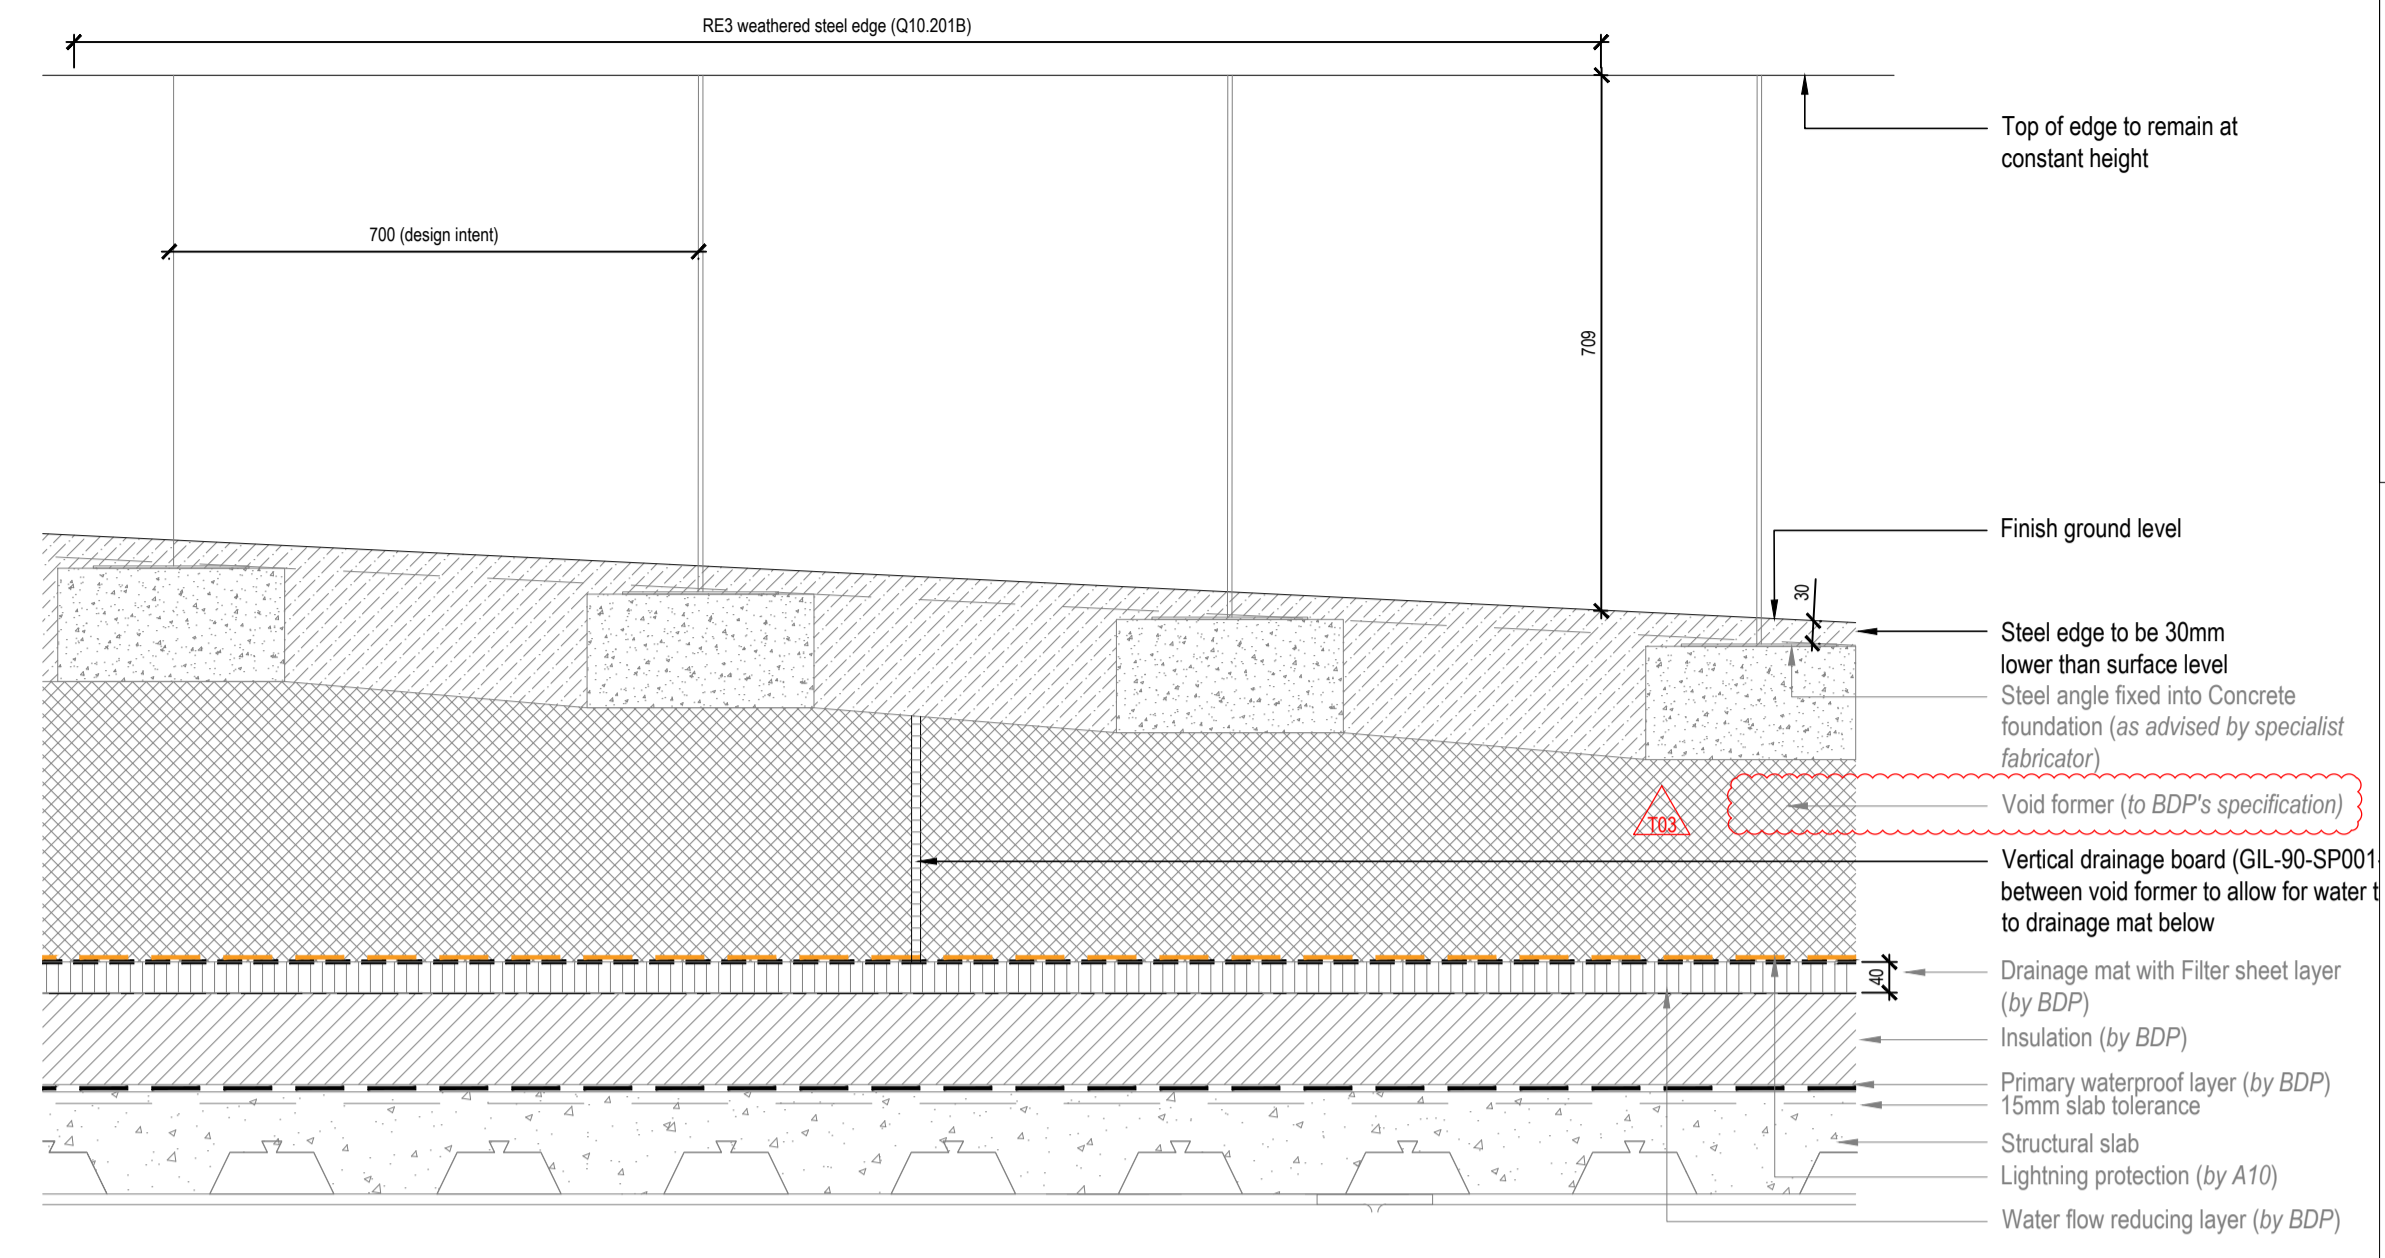 RE3 weathered steel edge (Q10.201B)
Top of edge to remain at
constant height
700 (design intent)
709
Finish ground level
30
Steel edge to be 30mm
lower than surface level
Steel angle fixed into Concrete
foundation (as advised by specialist
fabricator)
T03
Void former (to BDP's specification)
Vertical drainage board (GIL-90-SP001-
between void former to allow for water t
to drainage mat below
40
Drainage mat with Filter sheet layer
(by BDP)
Insulation (by BDP)
Primary waterproof layer (by BDP)
15mm slab tolerance
Structural slab
Lightning protection (by A10)
Water flow reducing layer (by BDP)